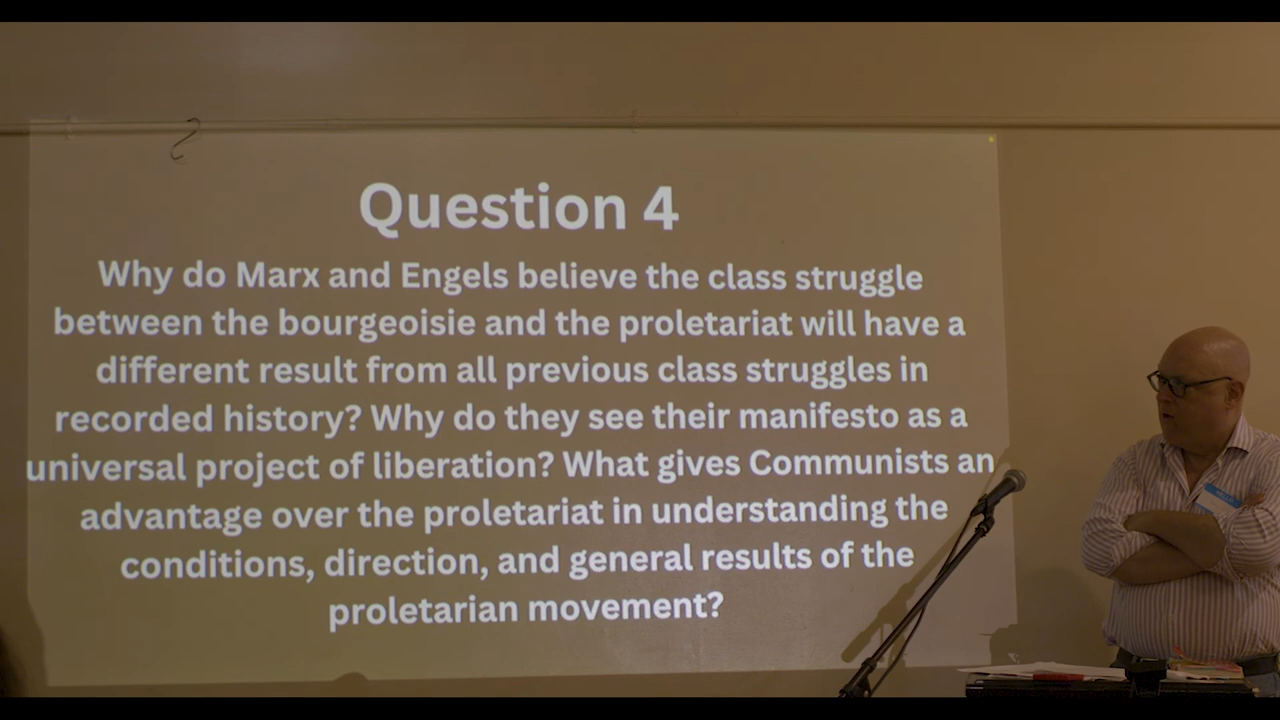 Question 4
Why do Marx and Engels believe the class struggle
between the bourgeoisie and the proletariat will have a
different result from all previous class struggles in
recorded history? Why do they see their manifesto as a
universal project of liberation? What gives Communists an
advantage over the proletariat in understanding the
conditions, direction, and general results of the
proletarian movement?